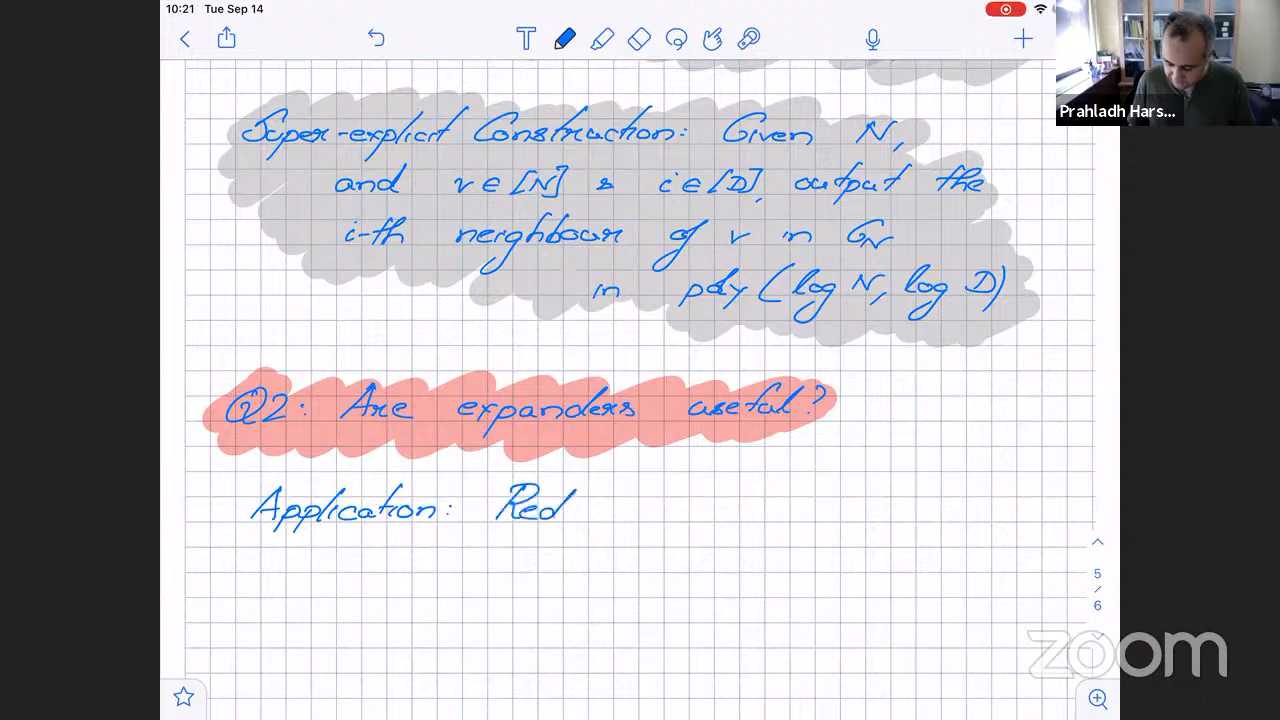 10:21 Tue Sep 14
Prahladh Hars...
Super-explicit Construction: Given N,
and v ∈ [N] & i ∈ [D], output the
i-th neighbour of v in G_N
in poly (log N, log D)
Q2: Are expanders useful?
Application: Red
5
/
6
zoom